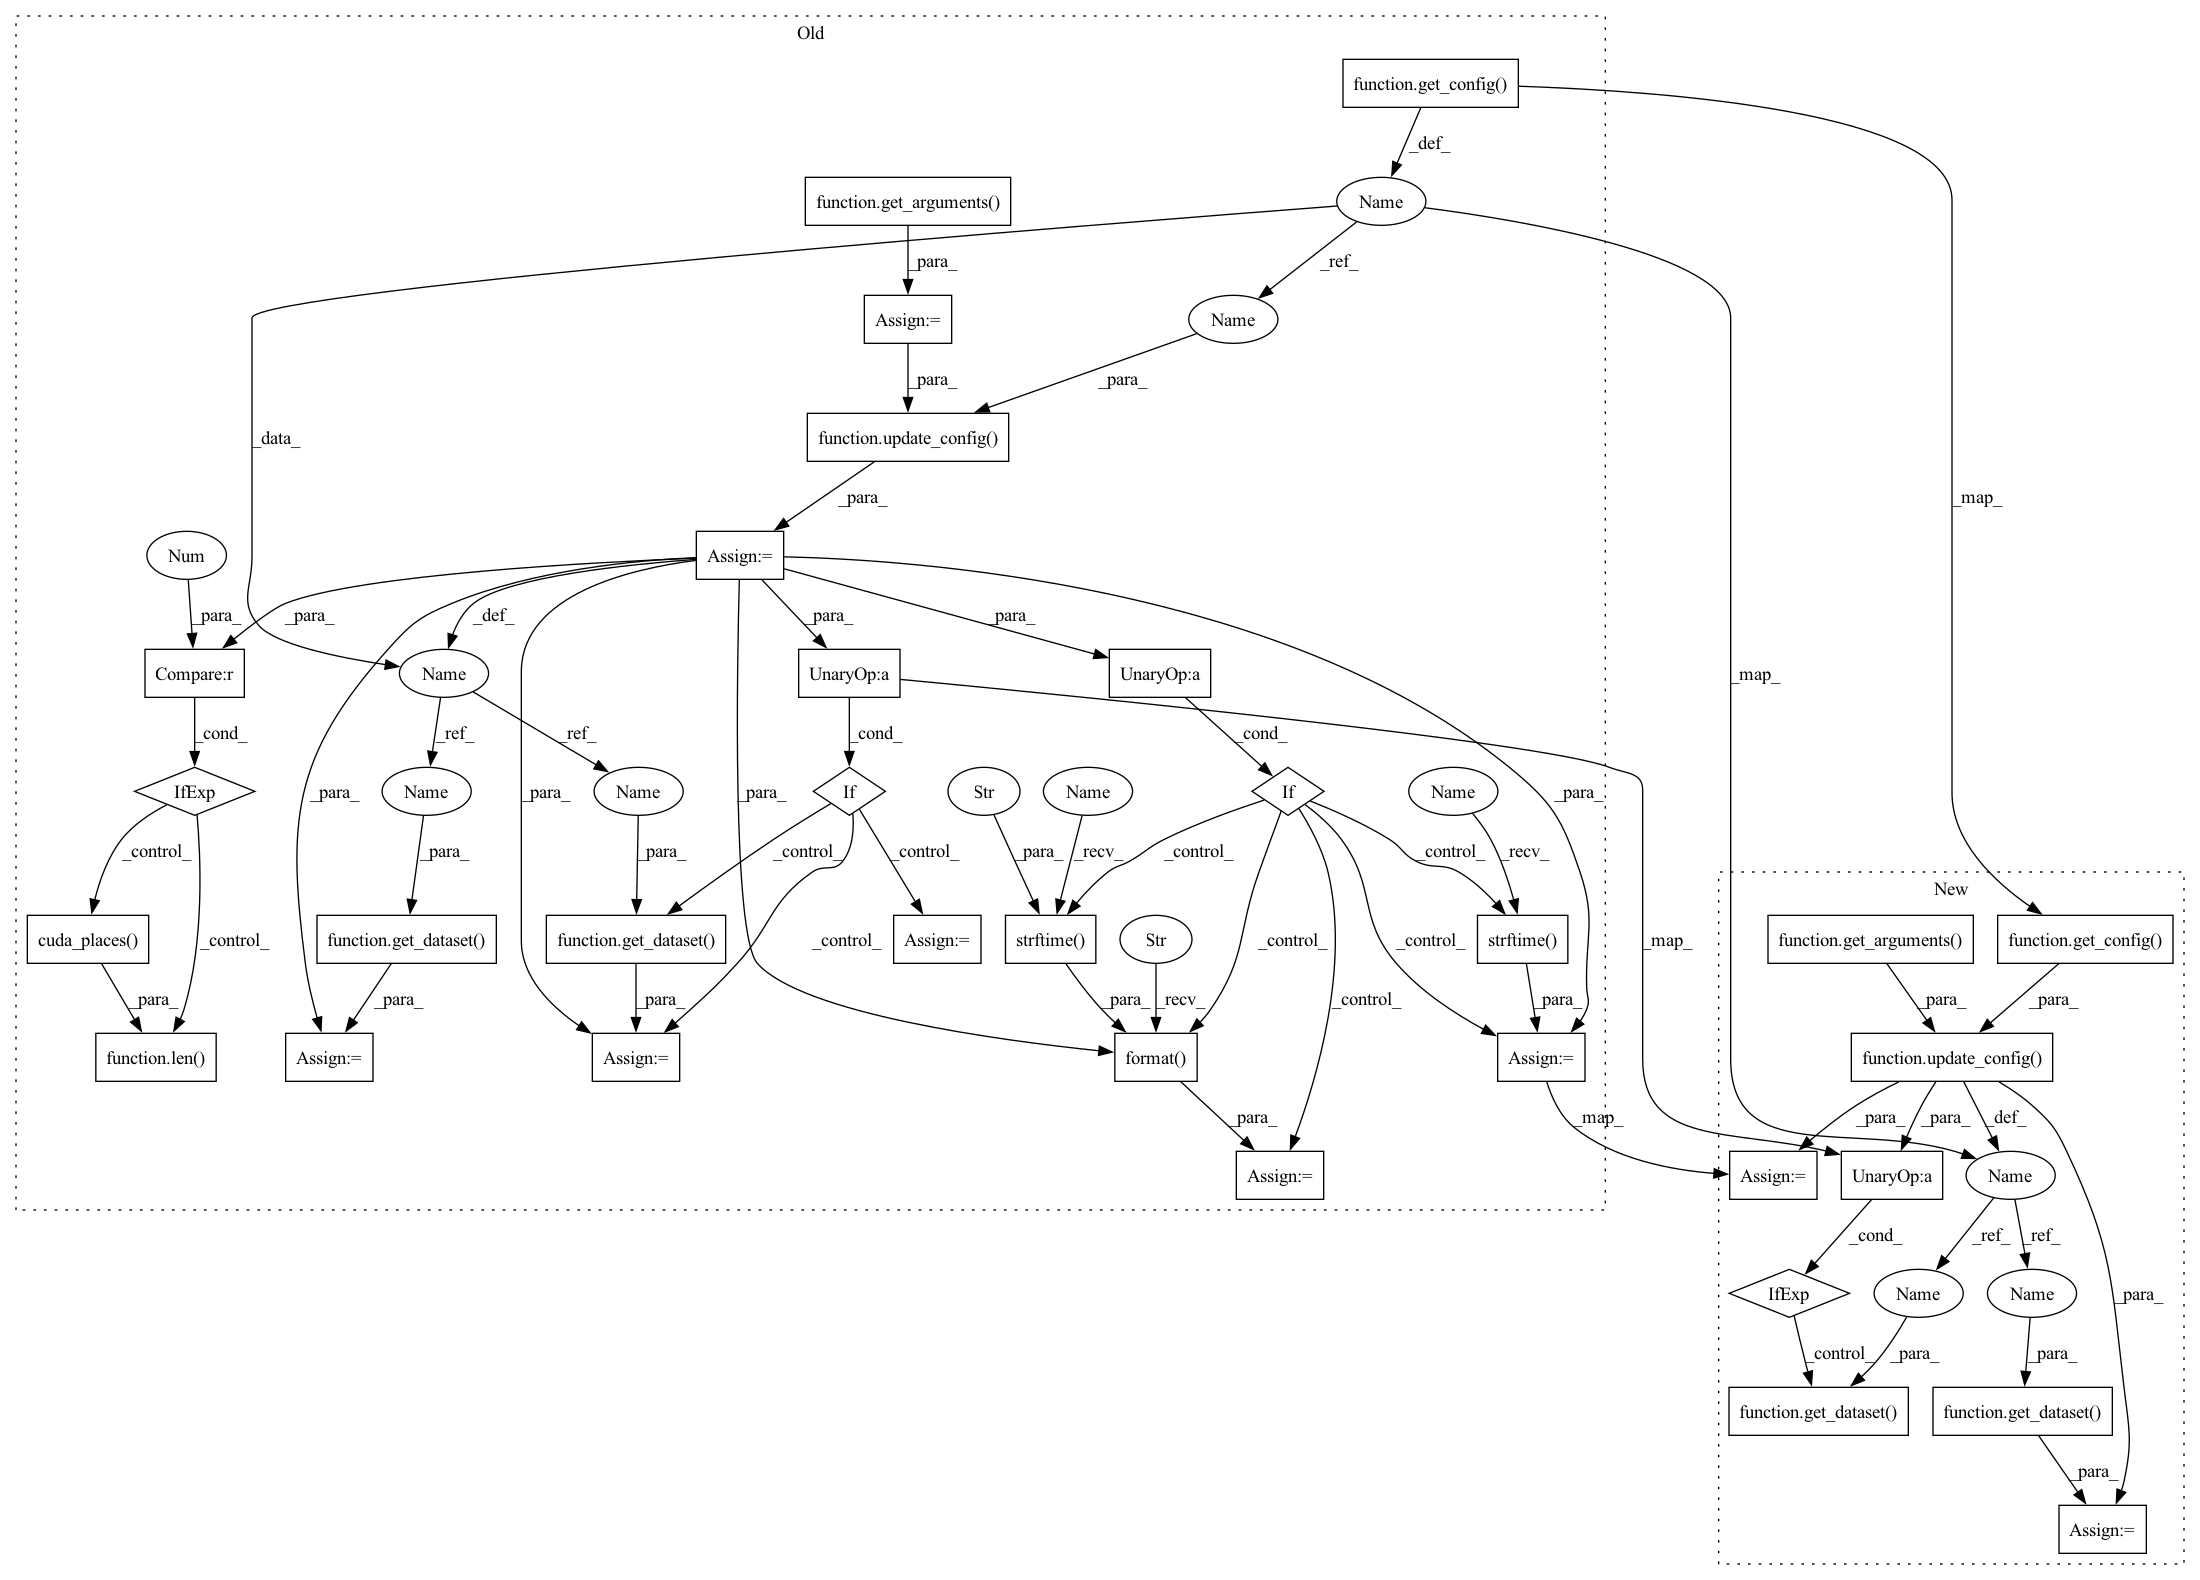 Old
function.get_config()
_def_
function.get_arguments()
Name
_para_
_ref_
Assign:=
Name
_para_
_para_
_data_
function.update_config()
_map_
_para_
Num
Assign:=
_para_
_para_
_def_
_para_
_para_
Compare:r
Name
UnaryOp:a
UnaryOp:a
_map_
_cond_
_ref_
_ref_
_cond_
_cond_
IfExp
_para_
Name
_para_
Name
_para_
If
Str
Name
If
Name
_para_
_control_
_para_
_para_
_control_
_control_
_para_
_recv_
_control_
_control_
_recv_
New
cuda_places()
_control_
function.get_dataset()
function.get_dataset()
_control_
Assign:=
strftime()
Str
_control_
_control_
strftime()
_map_
function.get_arguments()
function.get_config()
_para_
_para_
_para_
_para_
_recv_
_control_
_para_
_para_
_para_
function.len()
Assign:=
Assign:=
format()
Assign:=
function.update_config()
_para_
_map_
_para_
_para_
_def_
Assign:=
Assign:=
UnaryOp:a
Name
_cond_
_ref_
_ref_
IfExp
Name
Name
_para_
_control_
_para_
_para_
function.get_dataset()
function.get_dataset()
_para_
Assign:=